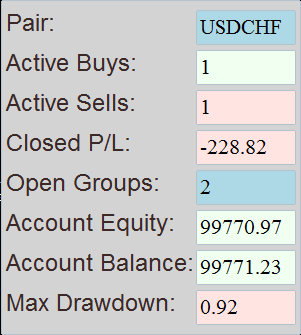 Pair: USDCHF
Active Buys: 1
Active Sells: 1
Closed P/L: -228.82
Open Groups: 2
Account Equity: 99770.97
Account Balance: 99771.23
Max Drawdown: 0.92